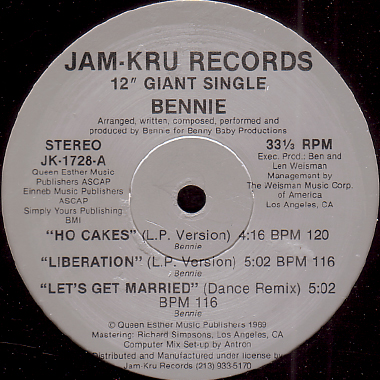 JAM-KRU RECORDS
12" GIANT SINGLE
BENNIE
Arranged, written, composed, performed and
produced by Bennie for Benny Baby Productions
STEREO
JK-1728-A
Queen Esther Music
Publishers ASCAP
Einneb Music Publishers
ASCAP
Simply Yours Publishing
BMI
33⅓ RPM
Exec. Prod.: Ben and
Len Weisman
Management by
The Weisman Music Corp.
of America
Los Angeles, CA
"HO CAKES" (L.P. Version) 4:16 BPM 120
Bennie
"LIBERATION" (L.P. Version) 5:02 BPM 116
Bennie
"LET'S GET MARRIED" (Dance Remix) 5:02
BPM 116
Bennie
© Queen Esther Music Publishers 1989
Mastering: Richard Simpsons, Los Angeles, CA
Computer Mix Set-up by Antron
Distributed and Manufactured under license by
Jam-Kru Records (213) 933-5170